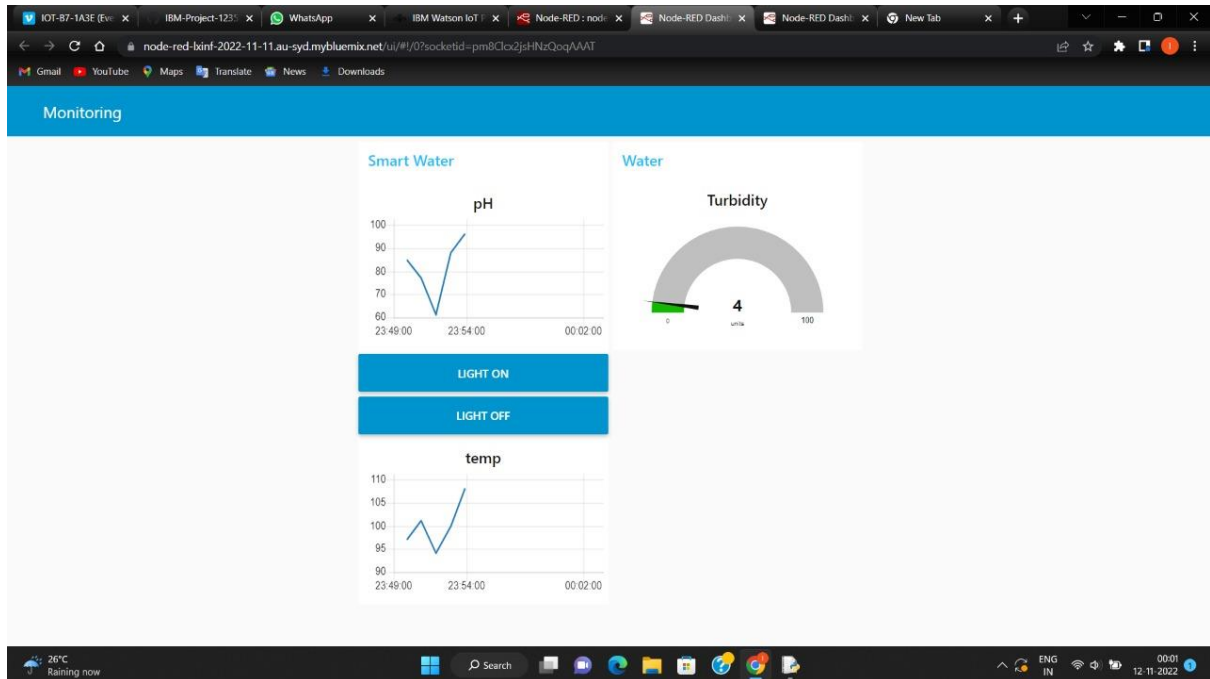 IOT-87-1A3E (Eve
IBM-Project-1235
WhatsApp
IBM Watson IoT P
Node-RED : node
Node-RED Dashb
Node-RED Dashb
New Tab
node-red-lxinf-2022-11-11.au-syd.mybluemix.net/ui/#!/0?socketid=pm8Clcx2jsHNzQoqAAAT
Gmail YouTube Maps Translate News Downloads
Monitoring
Smart Water
pH
100
90
80
70
60
23:49:00 23:54:00 00:02:00
LIGHT ON
LIGHT OFF
temp
110
105
100
95
90
23:49:00 23:54:00 00:02:00
Water
Turbidity
4
units
0 100
26°C
Raining now
Search
ENG
IN
00:01
12-11-2022
1